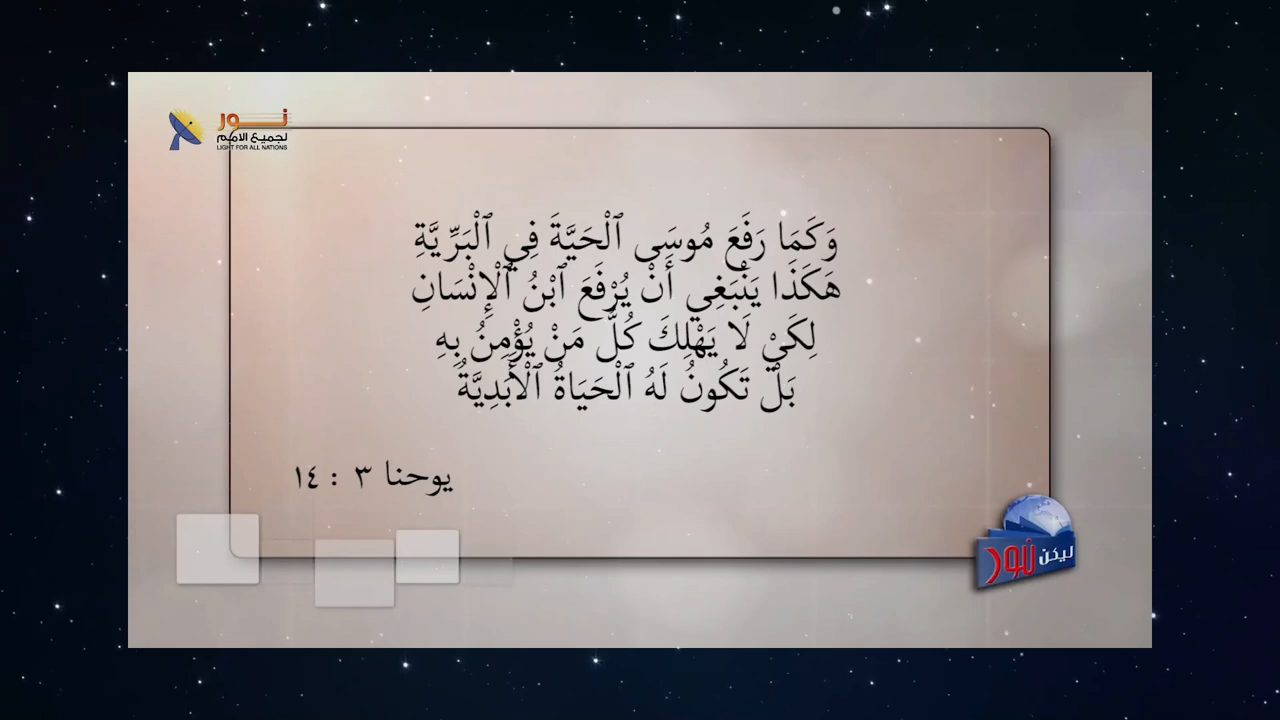 نور
لجميع الامم
LIGHT FOR ALL NATIONS
وَكَمَا رَفَعَ مُوسَى ٱلْحَيَّةَ فِي ٱلْبَرِّيَّةِ
هَكَذَا يَنْبَغِي أَنْ يُرْفَعَ ٱبْنُ ٱلْإِنْسَانِ
لِكَيْ لَا يَهْلِكَ كُلُّ مَنْ يُؤْمِنُ بِهِ
بَلْ تَكُونُ لَهُ ٱلْحَيَاةُ ٱلْأَبَدِيَّةُ
يوحنا ٣ : ١٤
ليكن نور